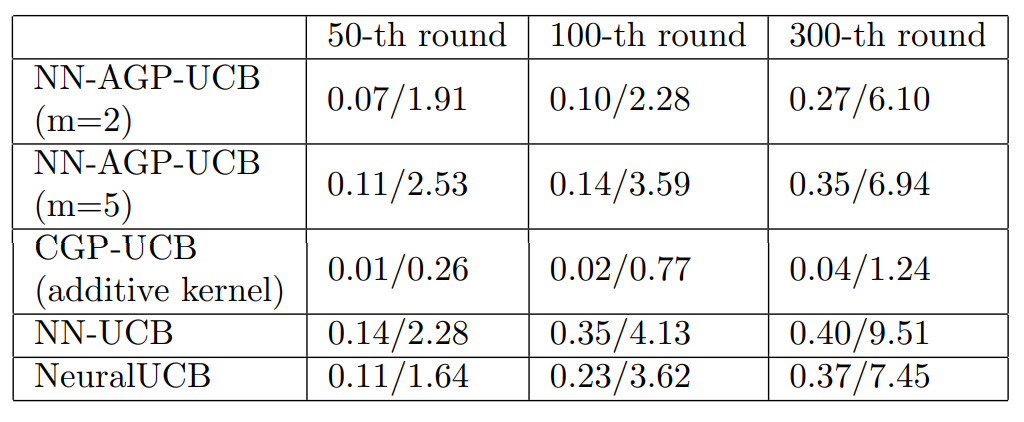 50-th round 100-th round 300-th round
NN-AGP-UCB
(m=2)
0.07/1.91 0.10/2.28 0.27/6.10
NN-AGP-UCB
(m=5)
0.11/2.53 0.14/3.59 0.35/6.94
CGP-UCB
(additive kernel)
0.01/0.26 0.02/0.77 0.04/1.24
NN-UCB 0.14/2.28 0.35/4.13 0.40/9.51
NeuralUCB 0.11/1.64 0.23/3.62 0.37/7.45